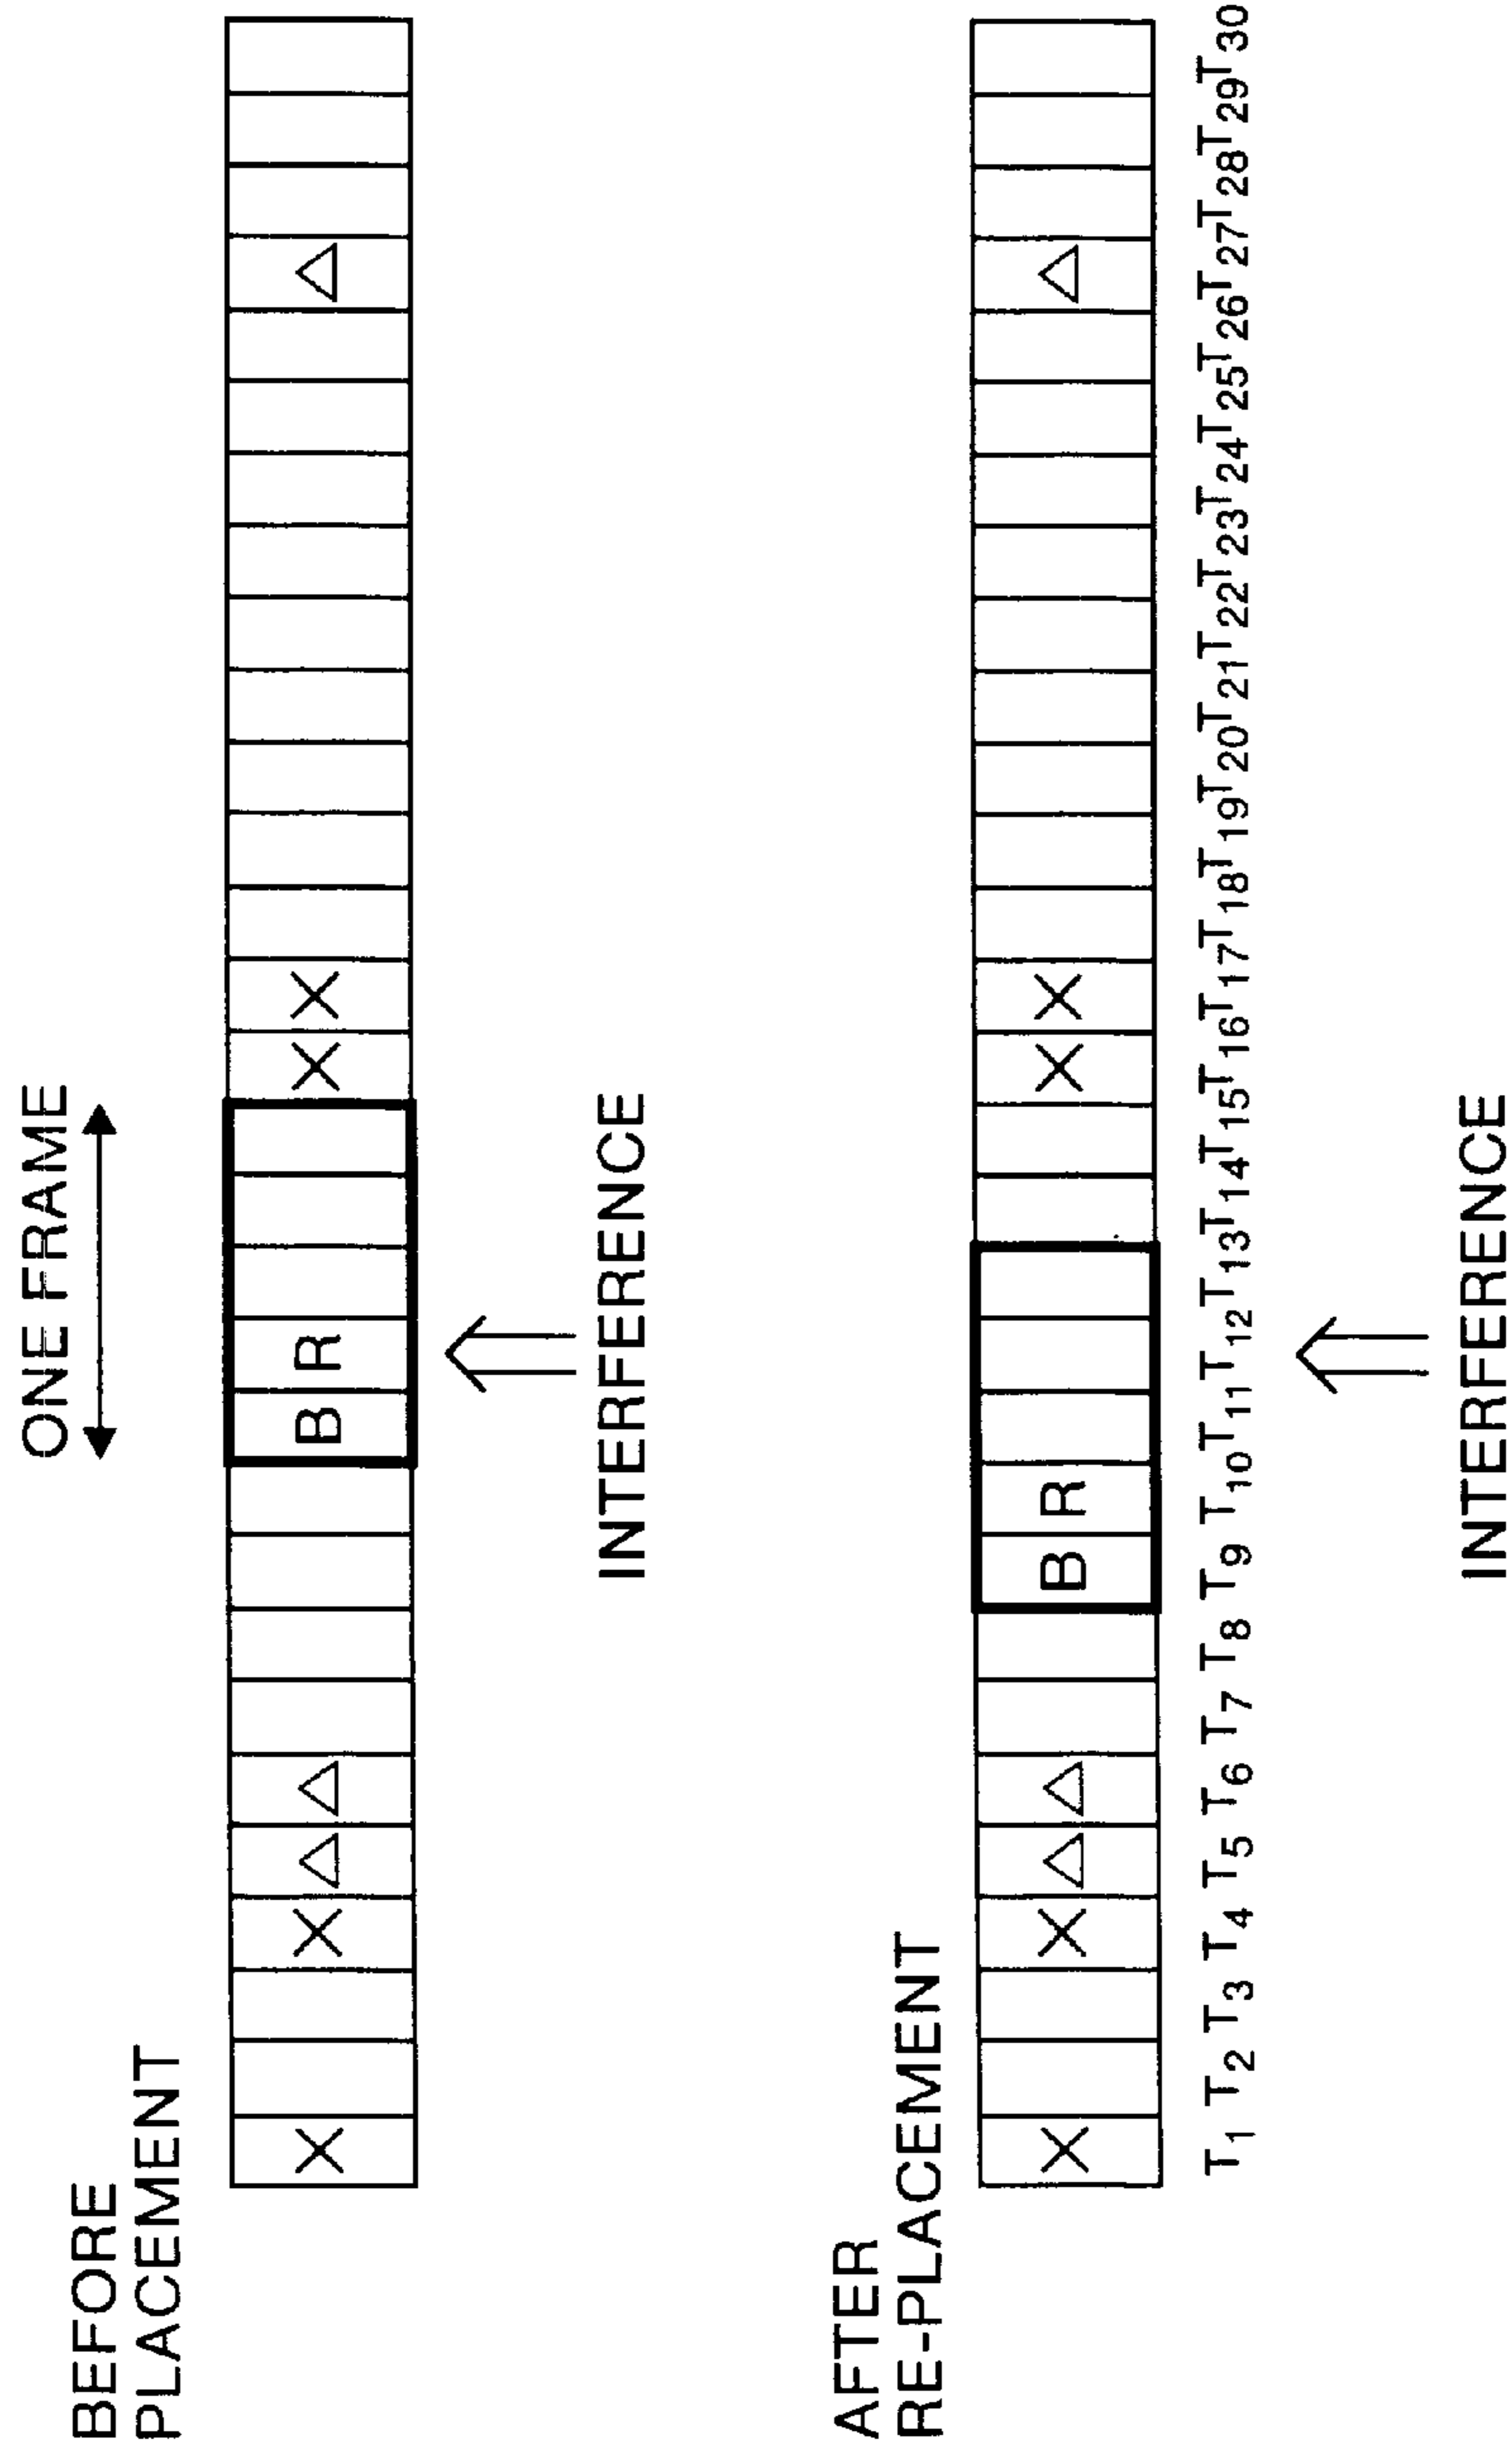 ONE FRAME
BEFORE
PLACEMENT
X X △ △ B R X X △
INTERFERENCE
AFTER
RE-PLACEMENT
X X △ △ B R X X △
T1 T2 T3 T4 T5 T6 T7 T8 T9 T10 T11 T12 T13 T14 T15 T16 T17 T18 T19 T20 T21 T22 T23 T24 T25 T26 T27 T28 T29 T30
INTERFERENCE